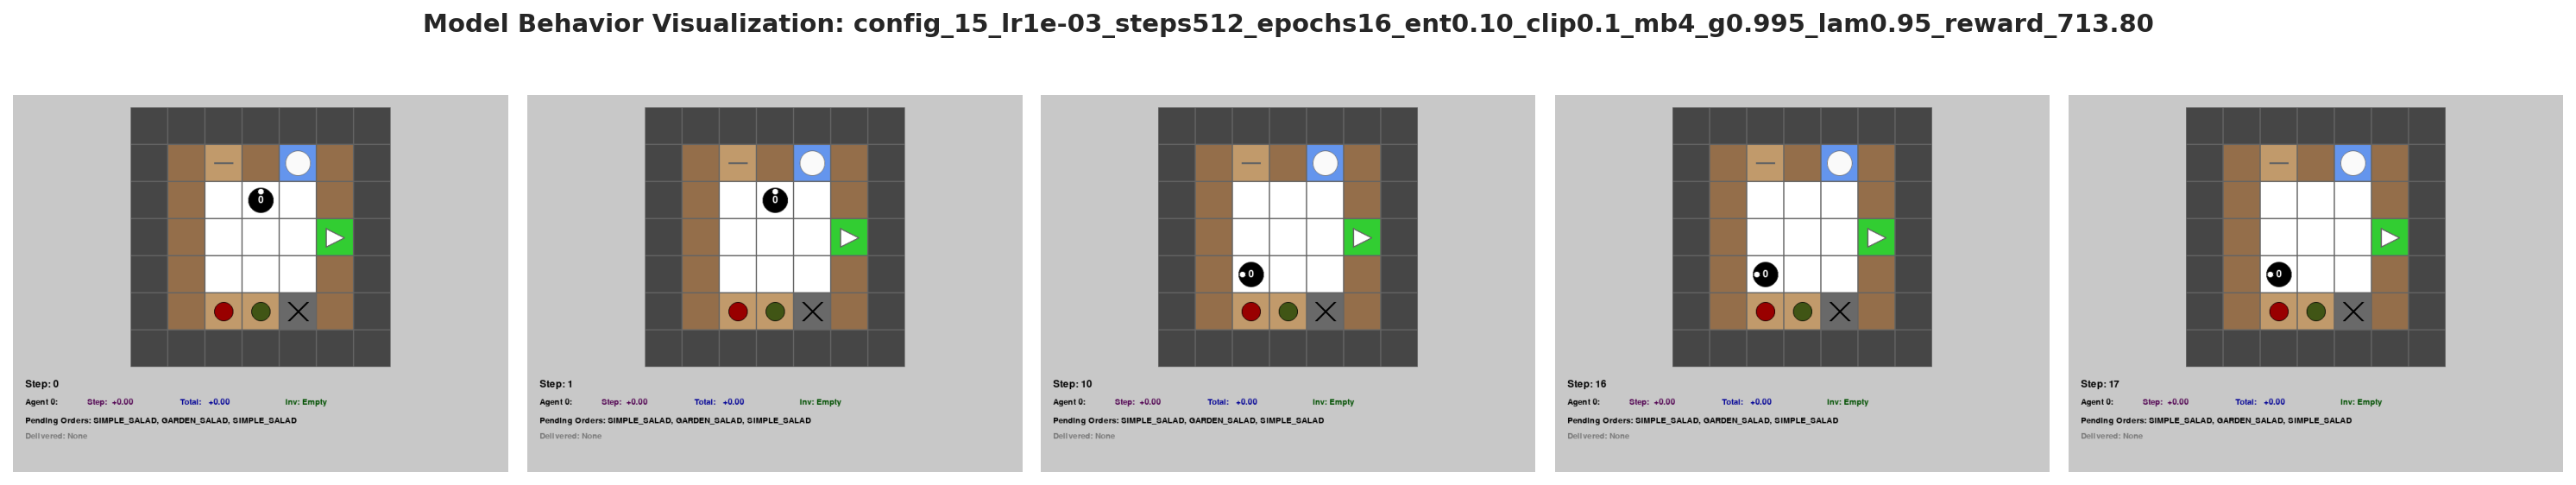 Model Behavior Visualization: config_15_lr1e-03_steps512_epochs16_ent0.10_clip0.1_mb4_g0.995_lam0.95_reward_713.80
0
Step: 0
Agent 0: Step: +0.00 Total: +0.00 Inv: Empty
Pending Orders: SIMPLE_SALAD, GARDEN_SALAD, SIMPLE_SALAD
Delivered: None
0
Step: 1
Agent 0: Step: +0.00 Total: +0.00 Inv: Empty
Pending Orders: SIMPLE_SALAD, GARDEN_SALAD, SIMPLE_SALAD
Delivered: None
0
Step: 10
Agent 0: Step: +0.00 Total: +0.00 Inv: Empty
Pending Orders: SIMPLE_SALAD, GARDEN_SALAD, SIMPLE_SALAD
Delivered: None
0
Step: 16
Agent 0: Step: +0.00 Total: +0.00 Inv: Empty
Pending Orders: SIMPLE_SALAD, GARDEN_SALAD, SIMPLE_SALAD
Delivered: None
0
Step: 17
Agent 0: Step: +0.00 Total: +0.00 Inv: Empty
Pending Orders: SIMPLE_SALAD, GARDEN_SALAD, SIMPLE_SALAD
Delivered: None